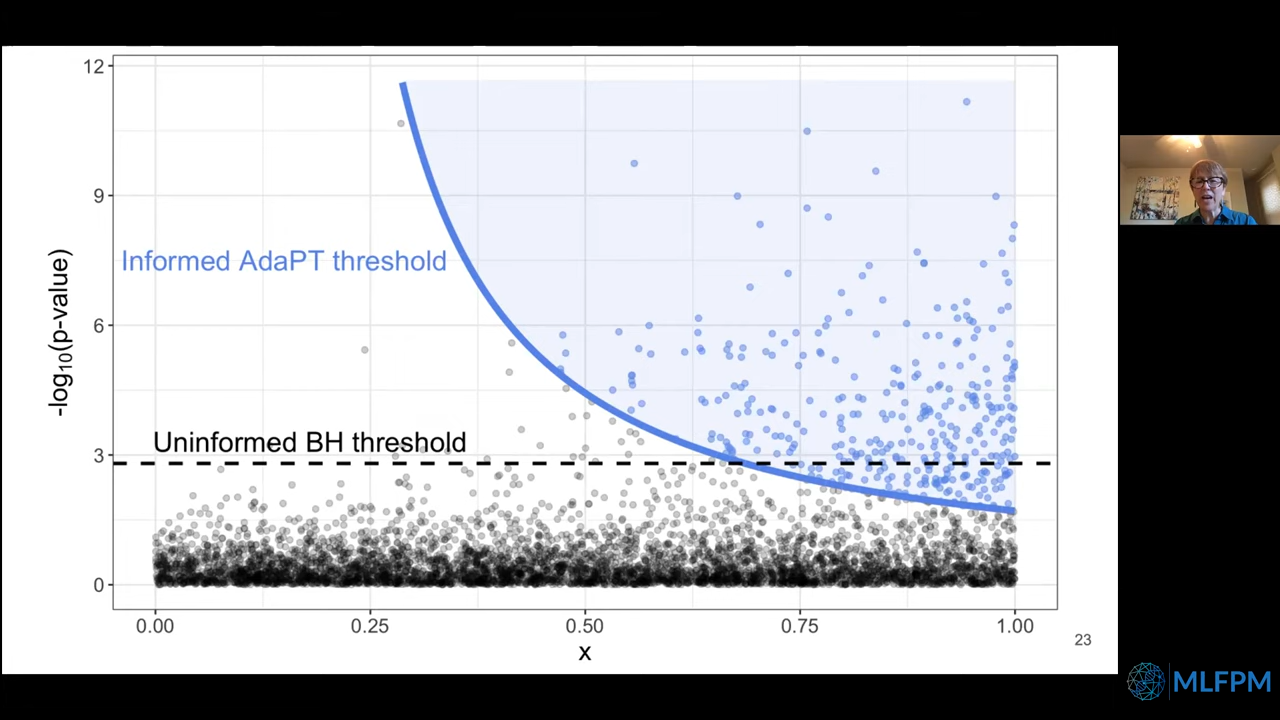 12
9
6
3
0
-log10(p-value)
Informed AdaPT threshold
Uninformed BH threshold
0.00 0.25 0.50 0.75 1.00
x
23
MLFPM